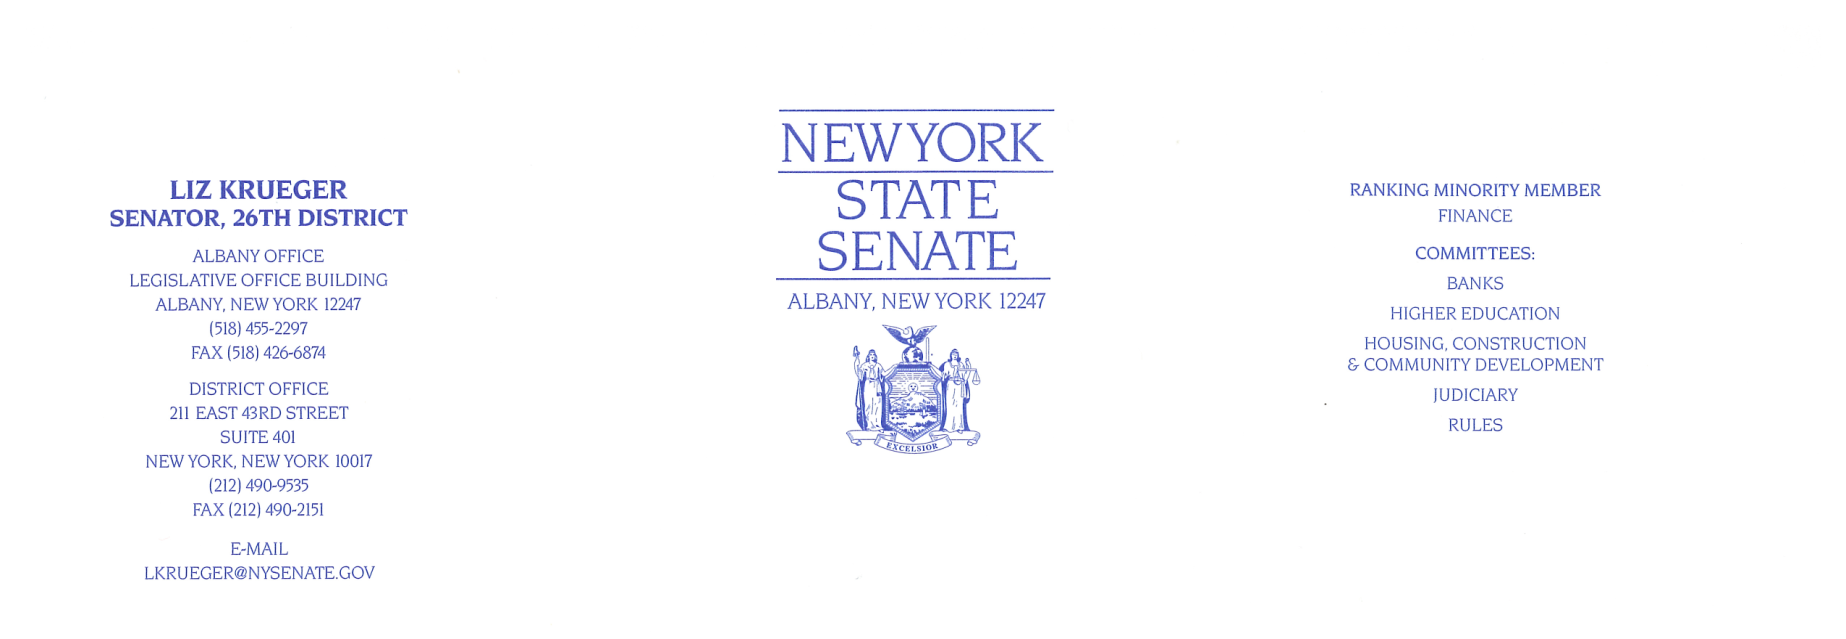 LIZ KRUEGER
SENATOR, 26TH DISTRICT
ALBANY OFFICE
LEGISLATIVE OFFICE BUILDING
ALBANY, NEW YORK 12247
(518) 455-2297
FAX (518) 426-6874
DISTRICT OFFICE
211 EAST 43RD STREET
SUITE 401
NEW YORK, NEW YORK 10017
(212) 490-9535
FAX (212) 490-2151
E-MAIL
LKRUEGER@NYSENATE.GOV
NEW YORK
STATE
SENATE
ALBANY, NEW YORK 12247
EXCELSIOR
RANKING MINORITY MEMBER
FINANCE
COMMITTEES:
BANKS
HIGHER EDUCATION
HOUSING, CONSTRUCTION
& COMMUNITY DEVELOPMENT
JUDICIARY
RULES